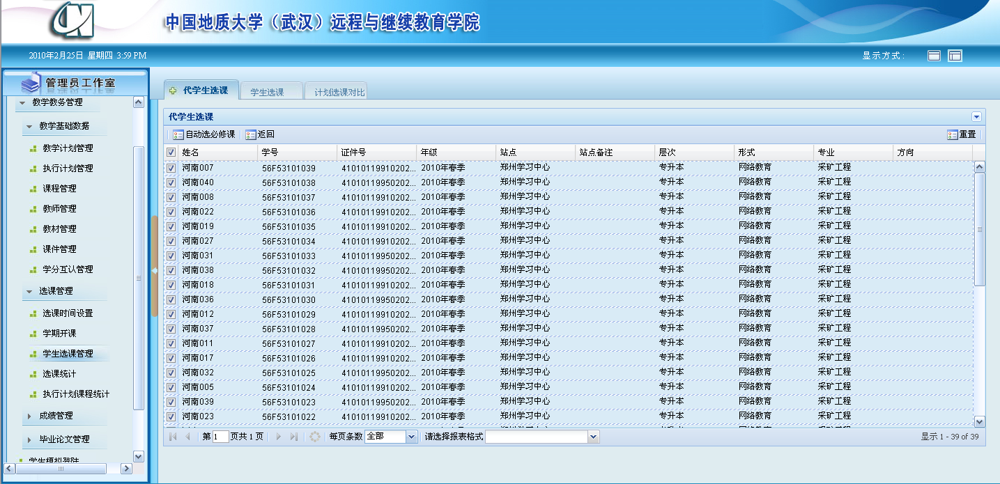 中国地质大学（武汉）远程与继续教育学院
2010年2月25日 星期四 3:59 PM
显示方式：
管理员工作室
教学教务管理
教学基础数据
教学计划管理
执行计划管理
课程管理
教师管理
教材管理
课件管理
学分互认管理
选课管理
选课时间设置
学期开课
学生选课管理
选课统计
执行计划课程统计
成绩管理
毕业论文管理
学生模拟登陆
代学生选课 学生选课 计划选课对比
代学生选课
自动选必修课 返回 重置
姓名 学号 证件号 年级 站点 站点备注 层次 形式 专业 方向
河南007 56F53101039 41010119910202... 2010年春季 郑州学习中心 专升本 网络教育 采矿工程
河南040 56F53101038 41010119950202... 2010年春季 郑州学习中心 专升本 网络教育 采矿工程
河南008 56F53101037 41010119910202... 2010年春季 郑州学习中心 专升本 网络教育 采矿工程
河南022 56F53101036 41010119910202... 2010年春季 郑州学习中心 专升本 网络教育 采矿工程
河南019 56F53101035 41010119910202... 2010年春季 郑州学习中心 专升本 网络教育 采矿工程
河南027 56F53101034 41010119910202... 2010年春季 郑州学习中心 专升本 网络教育 采矿工程
河南031 56F53101033 41010119950202... 2010年春季 郑州学习中心 专升本 网络教育 采矿工程
河南038 56F53101032 41010119950202... 2010年春季 郑州学习中心 专升本 网络教育 采矿工程
河南018 56F53101031 41010119910202... 2010年春季 郑州学习中心 专升本 网络教育 采矿工程
河南036 56F53101030 41010119950202... 2010年春季 郑州学习中心 专升本 网络教育 采矿工程
河南012 56F53101029 41010119910202... 2010年春季 郑州学习中心 专升本 网络教育 采矿工程
河南037 56F53101028 41010119950202... 2010年春季 郑州学习中心 专升本 网络教育 采矿工程
河南011 56F53101027 41010119910202... 2010年春季 郑州学习中心 专升本 网络教育 采矿工程
河南017 56F53101026 41010119910202... 2010年春季 郑州学习中心 专升本 网络教育 采矿工程
河南032 56F53101025 41010119950202... 2010年春季 郑州学习中心 专升本 网络教育 采矿工程
河南005 56F53101024 41010119910202... 2010年春季 郑州学习中心 专升本 网络教育 采矿工程
河南039 56F53101023 41010119950202... 2010年春季 郑州学习中心 专升本 网络教育 采矿工程
河南023 56F53101022 41010119910202... 2010年春季 郑州学习中心 专升本 网络教育 采矿工程
第 1 页共 1 页 每页条数 全部 请选择报表格式 显示 1 - 39 of 39